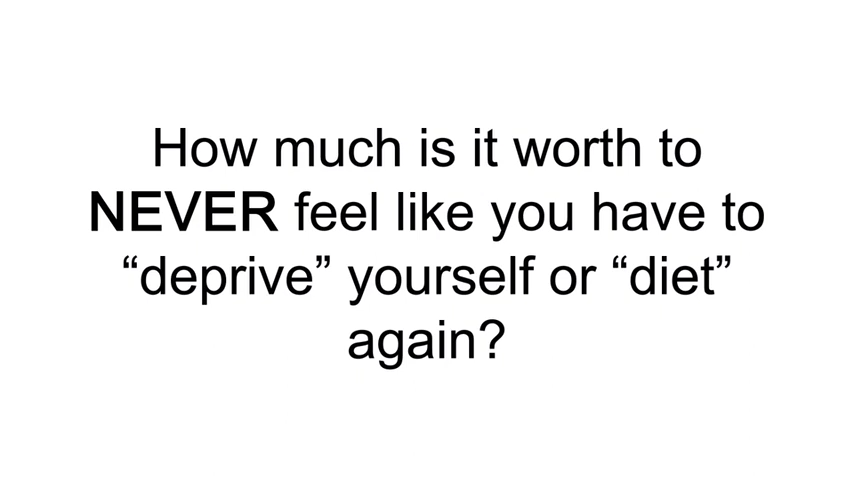 How much is it worth to
NEVER feel like you have to
“deprive” yourself or “diet”
again?